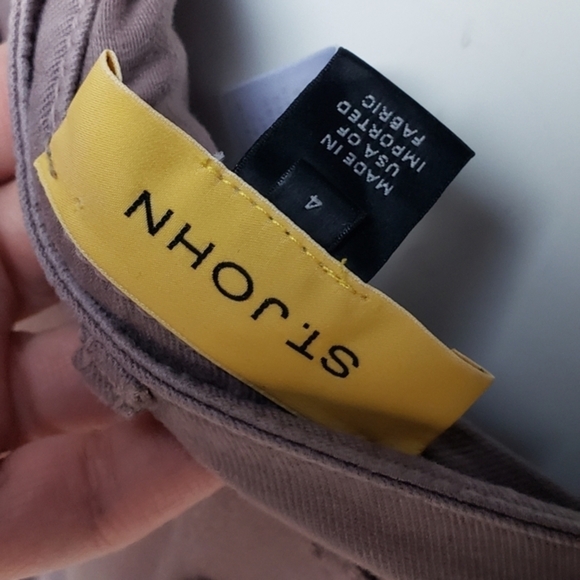 ST.JOHN
4
MADE IN
USA OF
IMPORTED
FABRIC